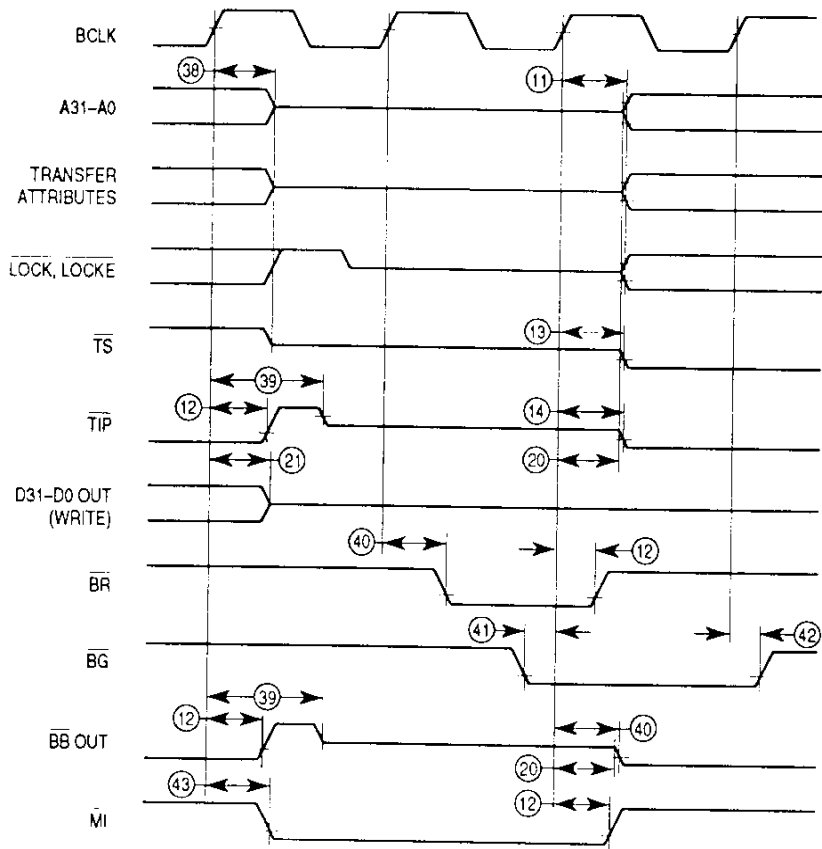 BCLK
38
11
A31–A0
TRANSFER
ATTRIBUTES
LOCK, LOCKE
TS
13
39
12
14
TIP
21
20
D31–D0 OUT
(WRITE)
40
12
BR
41
42
BG
39
12
40
BB OUT
20
43
12
MI